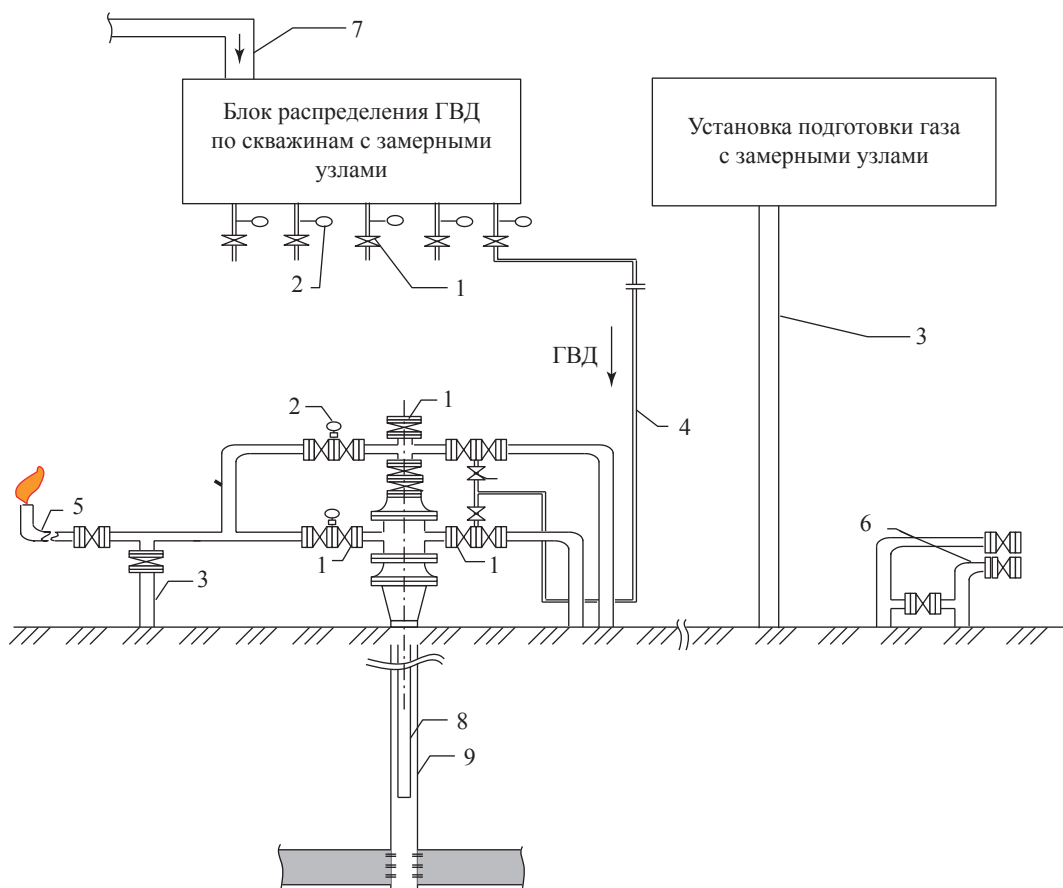 7
Блок распределения ГВД
по скважинам с замерными
узлами
Установка подготовки газа
с замерными узлами
2
1
3
ГВД
4
2
1
5
6
1
1
3
8
9